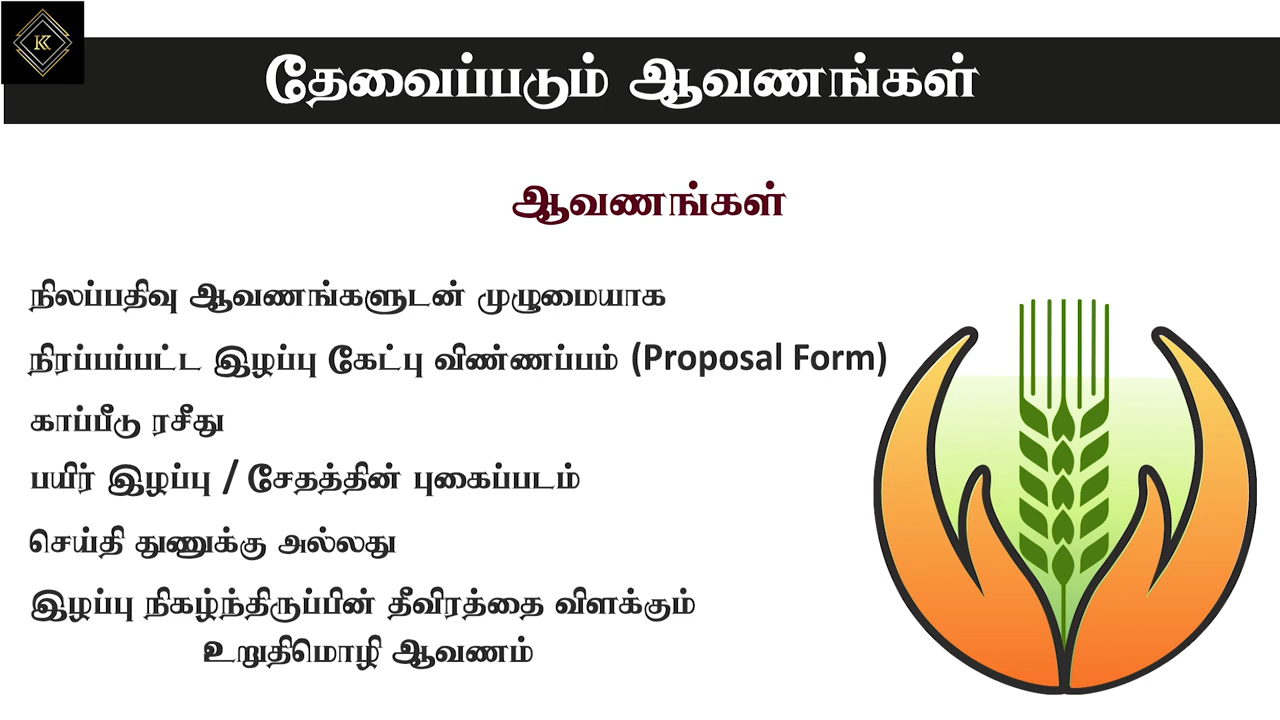 தேவைப்படும் ஆவணங்கள்
ஆவணங்கள்
நிலப்பதிவு ஆவணங்களுடன் முழுமையாக
நிரப்பப்பட்ட இழப்பு கேட்பு விண்ணப்பம் (Proposal Form)
காப்பீடு ரசீது
பயிர் இழப்பு / சேதத்தின் புகைப்படம்
செய்தி துணுக்கு அல்லது
இழப்பு நிகழ்ந்திருப்பின் தீவிரத்தை விளக்கும்
உறுதிமொழி ஆவணம்